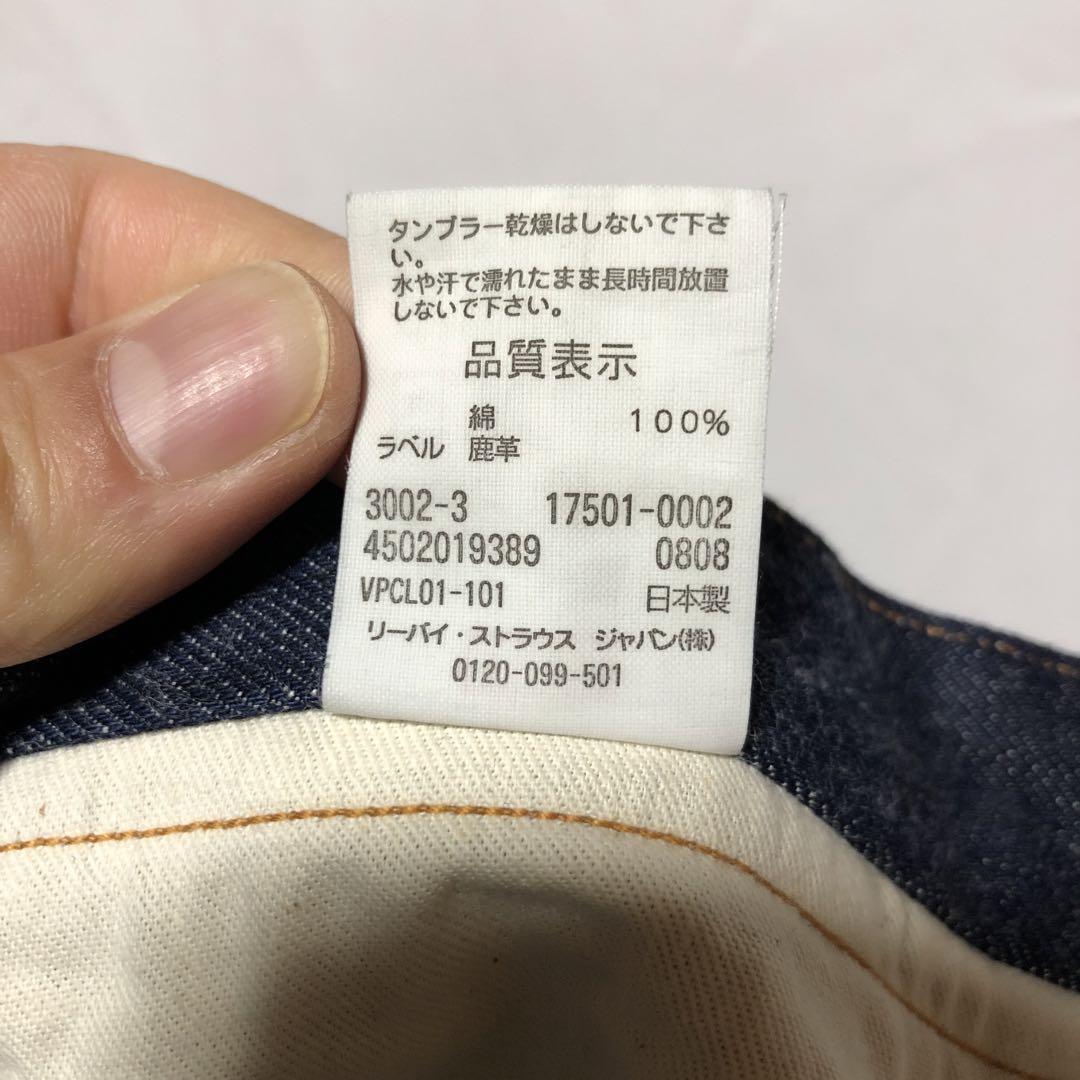 タンブラー乾燥はしないで下さ
い。
水や汗で濡れたまま長時間放置
しないで下さい。
品質表示
綿 100%
ラベル 鹿革
3002-3 17501-0002
4502019389 0808
VPCL01-101 日本製
リーバイ・ストラウス ジャパン(株)
0120-099-501